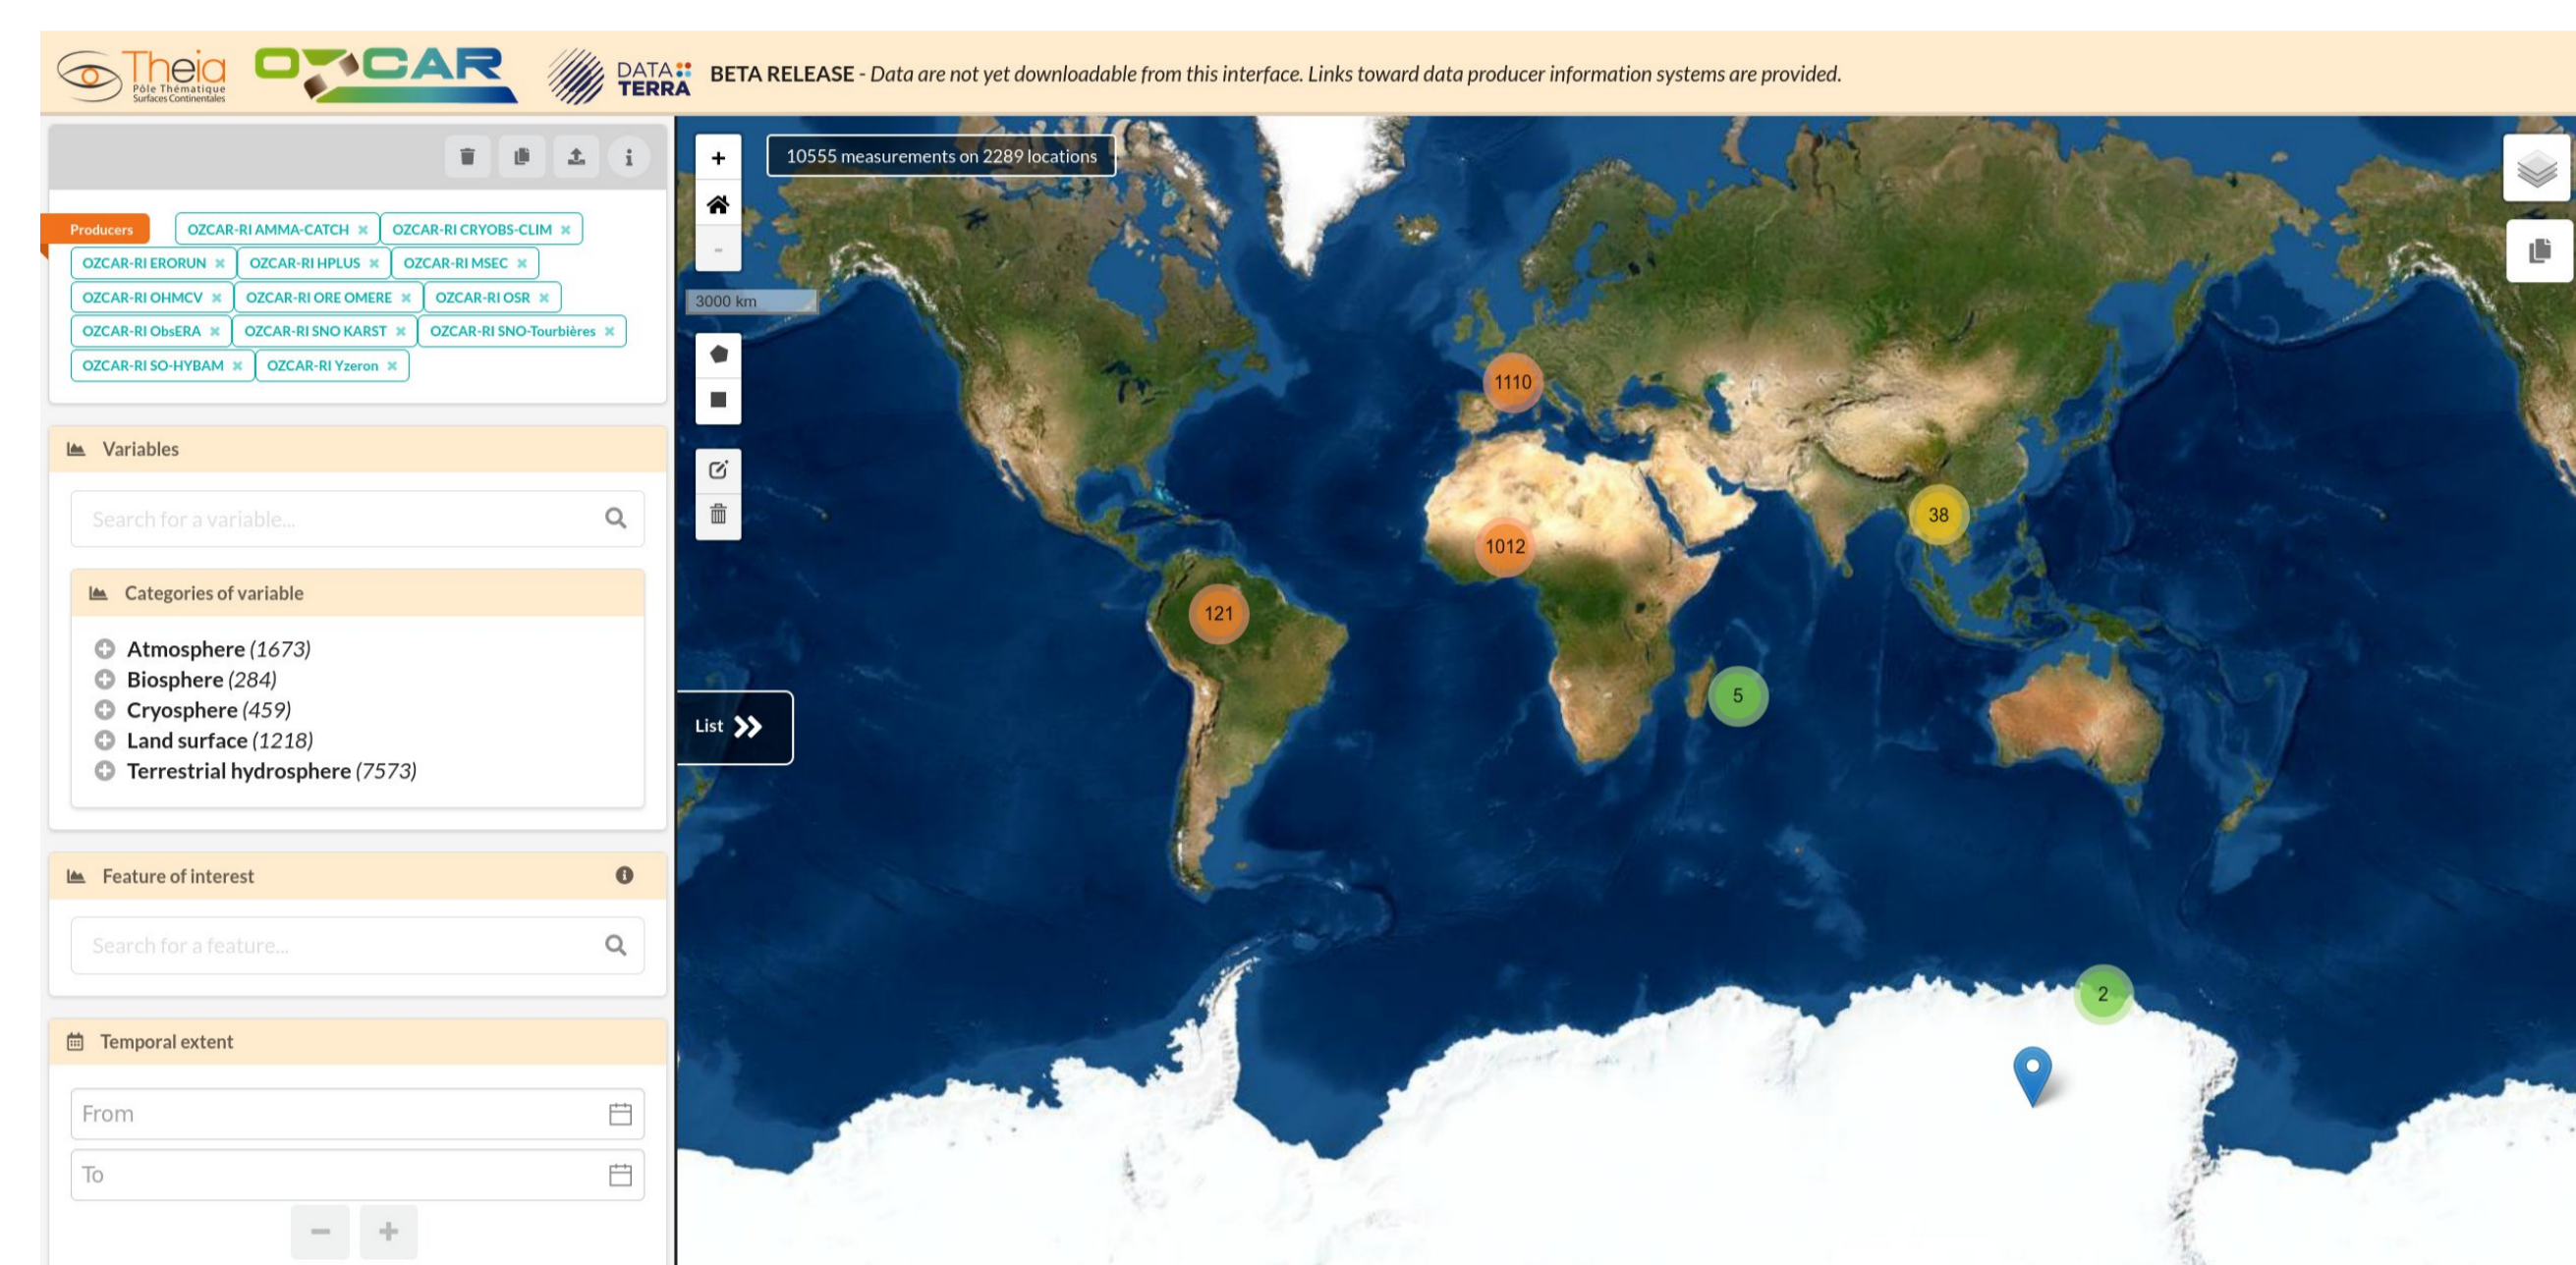 Theia
Pôle Thématique
Surfaces Continentales
OZCAR
DATA
TERRA
BETA RELEASE - Data are not yet downloadable from this interface. Links toward data producer information systems are provided.
Producers
OZCAR-RI AMMA-CATCH × OZCAR-RI CRYOBS-CLIM ×
OZCAR-RI ERORUN × OZCAR-RI HPLUS × OZCAR-RI MSEC ×
OZCAR-RI OHMCV × OZCAR-RI ORE OMERE × OZCAR-RI OSR ×
OZCAR-RI ObsERA × OZCAR-RI SNO KARST × OZCAR-RI SNO-Tourbières ×
OZCAR-RI SO-HYBAM × OZCAR-RI Yzeron ×
Variables
Search for a variable...
Categories of variable
Atmosphere (1673)
Biosphere (284)
Cryosphere (459)
Land surface (1218)
Terrestrial hydrosphere (7573)
Feature of interest
Search for a feature...
Temporal extent
From
To
− +
+
-
10555 measurements on 2289 locations
3000 km
List
1110
38
1012
121
5
2